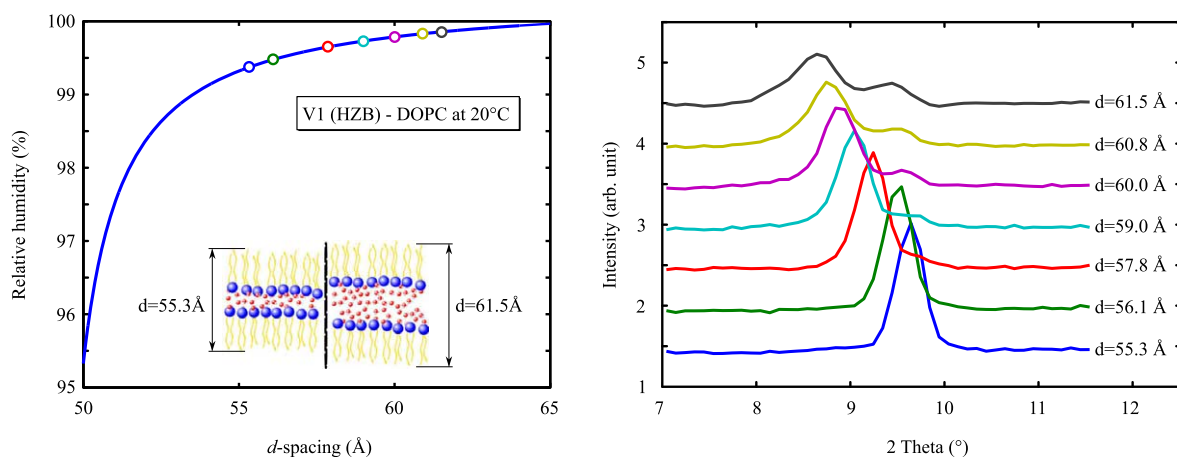 100
99
98
97
96
95
50
55
60
65
Relative humidity (%)
d-spacing (Å)
V1 (HZB) - DOPC at 20°C
d=55.3Å
d=61.5Å
5
4
3
2
1
7
8
9
10
11
12
Intensity (arb. unit)
2 Theta (°)
d=61.5 Å
d=60.8 Å
d=60.0 Å
d=59.0 Å
d=57.8 Å
d=56.1 Å
d=55.3 Å